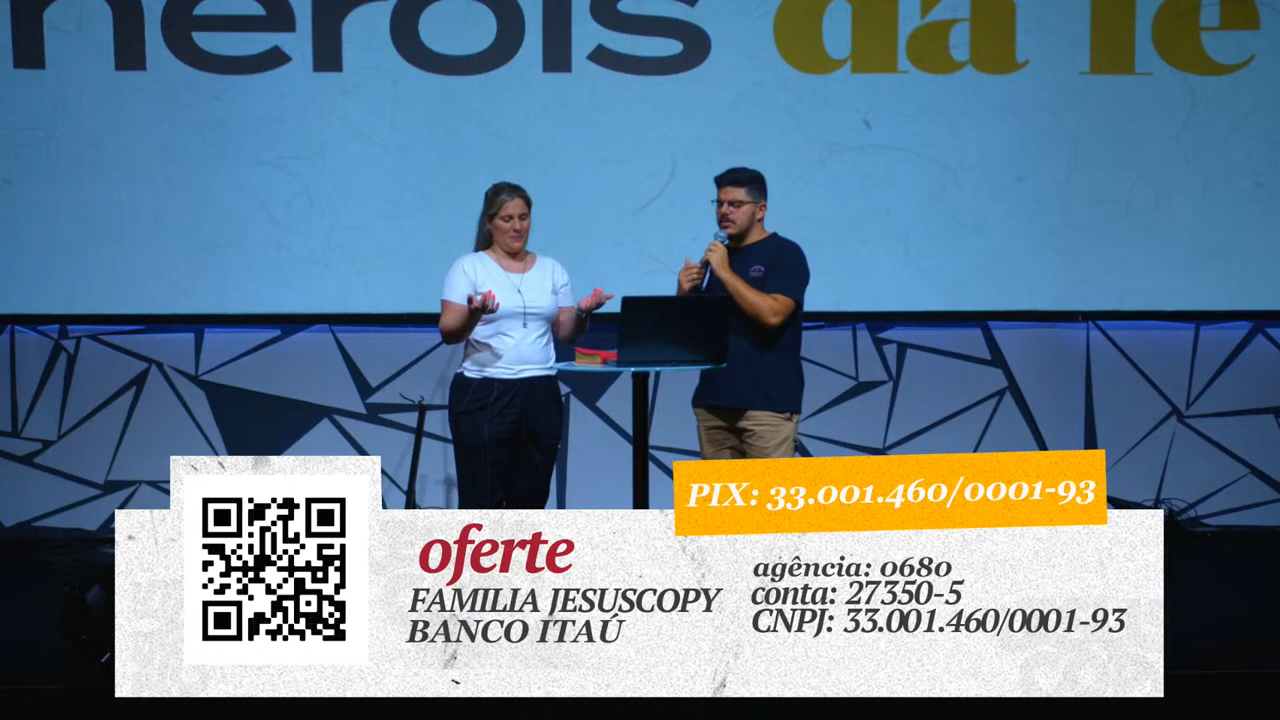 heróis da fé
PIX: 33.001.460/0001-93
oferte
FAMILIA JESUSCOPY
BANCO ITAÚ
agência: 0680
conta: 27350-5
CNPJ: 33.001.460/0001-93